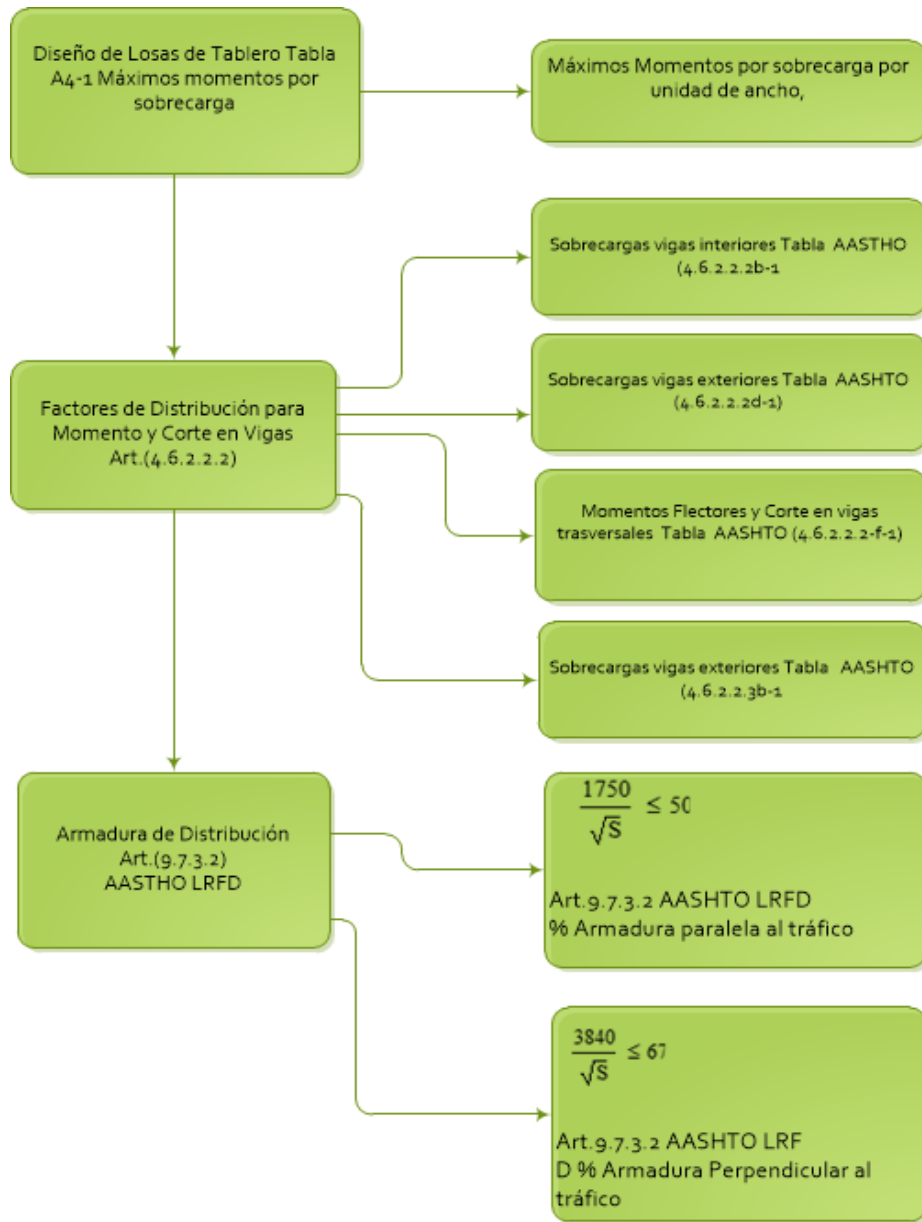 Diseño de Losas de Tablero Tabla
A4-1 Máximos momentos por
sobrecarga
Máximos Momentos por sobrecarga por
unidad de ancho,
Sobrecargas vigas interiores Tabla AASTHO
(4.6.2.2.2b-1
Factores de Distribución para
Momento y Corte en Vigas
Art.(4.6.2.2.2)
Sobrecargas vigas exteriores Tabla AASHTO
(4.6.2.2.2d-1)
Momentos Flectores y Corte en vigas
trasversales Tabla AASHTO (4.6.2.2.2-f-1)
Sobrecargas vigas exteriores Tabla AASHTO
(4.6.2.2.3b-1
Armadura de Distribución
Art.(9.7.3.2)
AASTHO LRFD
1750/√S ≤ 50
Art.9.7.3.2 AASHTO LRFD
% Armadura paralela al tráfico
3840/√S ≤ 67
Art.9.7.3.2 AASHTO LRF
D % Armadura Perpendicular al
tráfico